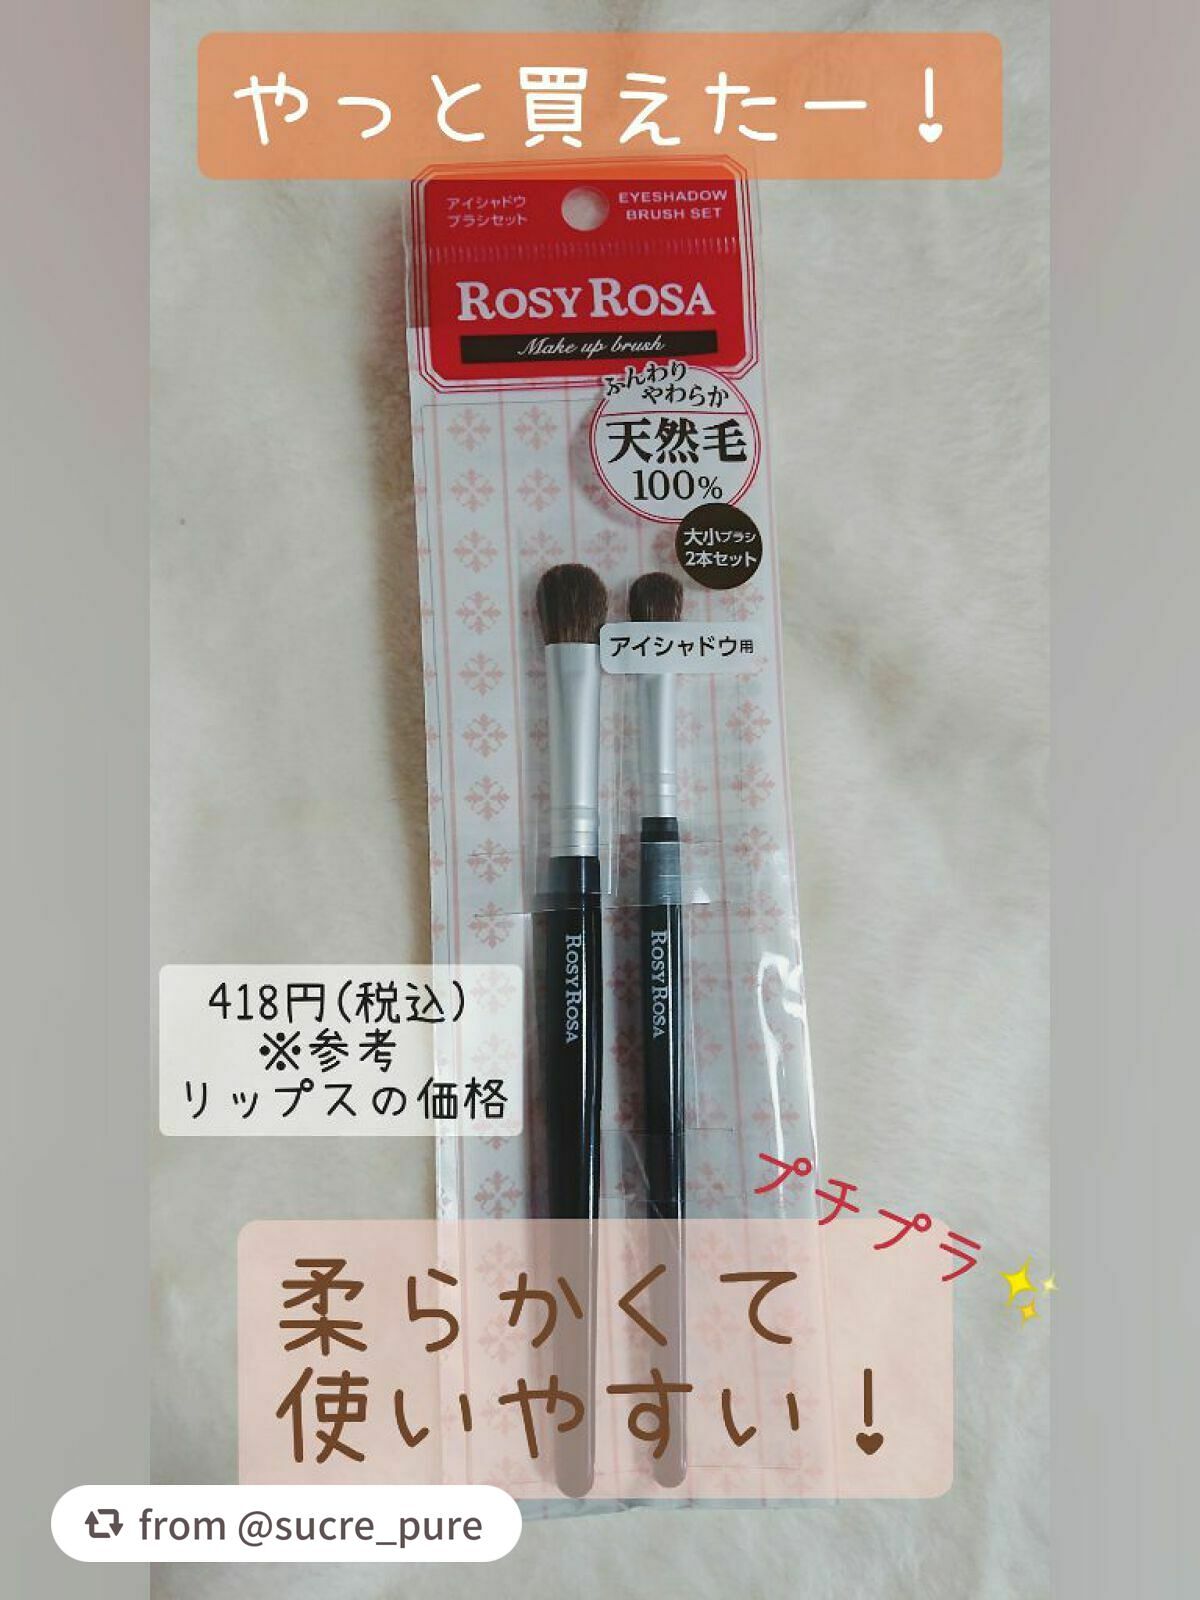 やっと買えたー!
アイシャドウ
ブラシセット
EYESHADOW
BRUSH SET
ROSY ROSA
Make up brush
ふんわり
やわらか
天然毛
100%
大小ブラシ
2本セット
アイシャドウ用
ROSY ROSA
ROSY ROSA
418円(税込)
※参考
リップスの価格
プチプラ
柔らかくて
使いやすい!
from @sucre_pure